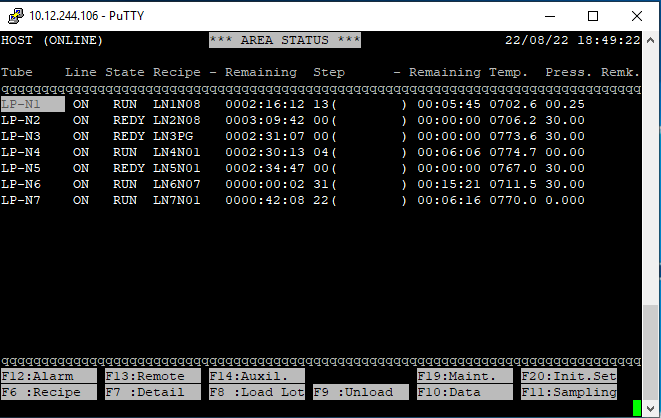 10.12.244.106 - PuTTY
HOST (ONLINE) *** AREA STATUS *** 22/08/22 18:49:22
Tube Line State Recipe - Remaining Step - Remaining Temp. Press. Remk.
qqqqqqqqqqqqqqqqqqqqqqqqqqqqqqqqqqqqqqqqqqqqqqqqqqqqqqqqqqqqqqqqqqqqqqqqqqqqqqqq
LP-N1 ON RUN LN1N08 0002:16:12 13( ) 00:05:45 0702.6 00.25
LP-N2 ON REDY LN2N08 0003:09:42 00( ) 00:00:00 0706.2 30.00
LP-N3 ON REDY LN3PG 0002:31:07 00( ) 00:00:00 0773.6 30.00
LP-N4 ON RUN LN4N01 0002:30:13 04( ) 00:06:06 0774.7 00.00
LP-N5 ON REDY LN5N01 0002:34:47 00( ) 00:00:00 0767.0 30.00
LP-N6 ON RUN LN6N07 0000:00:02 31( ) 00:15:21 0711.5 30.00
LP-N7 ON RUN LN7N01 0000:42:08 22( ) 00:06:16 0770.0 0.000
qqqqqqqqqqqqqqqqqqqqqqqqqqqqqqqqqqqqqqqqqqqqqqqqqqqqqqqqqqqqqqqqqqqqqqqqqqqqqqqq
F12:Alarm F13:Remote F14:Auxil. F19:Maint. F20:Init.Set
F6 :Recipe F7 :Detail F8 :Load Lot F9 :Unload F10:Data F11:Sampling